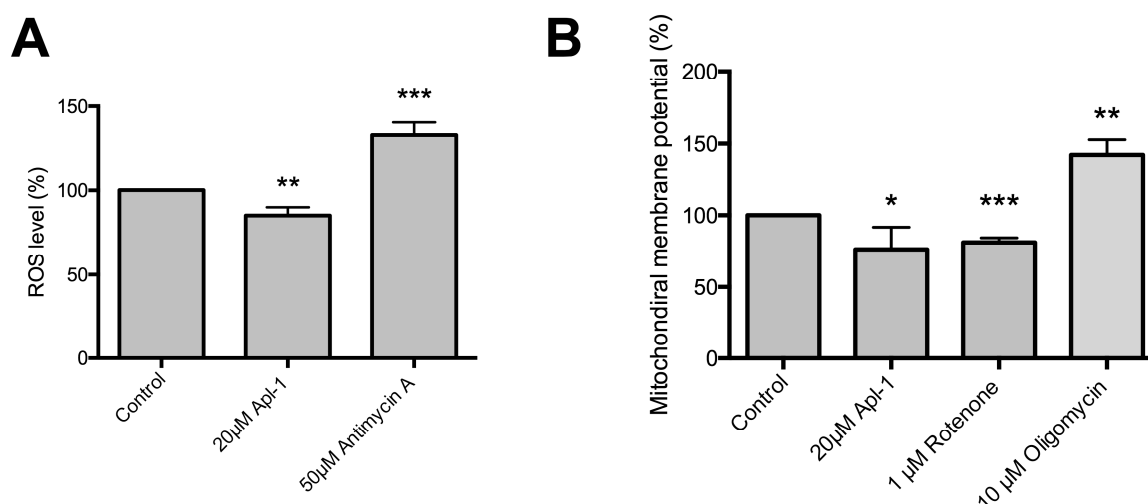 A
ROS level (%)
150
100
50
0
**
***
Control
20µM Apl-1
50µM Antimycin A
B
Mitochondiral membrane potential (%)
200
150
100
50
0
*
***
**
Control
20µM Apl-1
1 µM Rotenone
10 µM Oligomycin